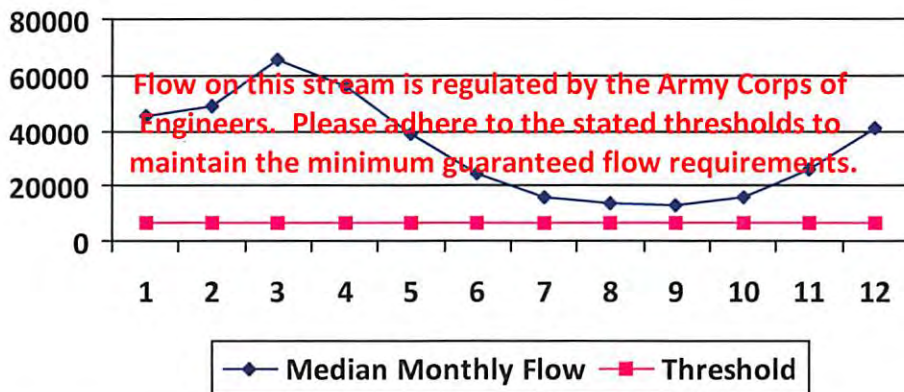 80000
60000
40000
20000
0
Flow on this stream is regulated by the Army Corps of
Engineers. Please adhere to the stated thresholds to
maintain the minimum guaranteed flow requirements.
1 2 3 4 5 6 7 8 9 10 11 12
Median Monthly Flow Threshold